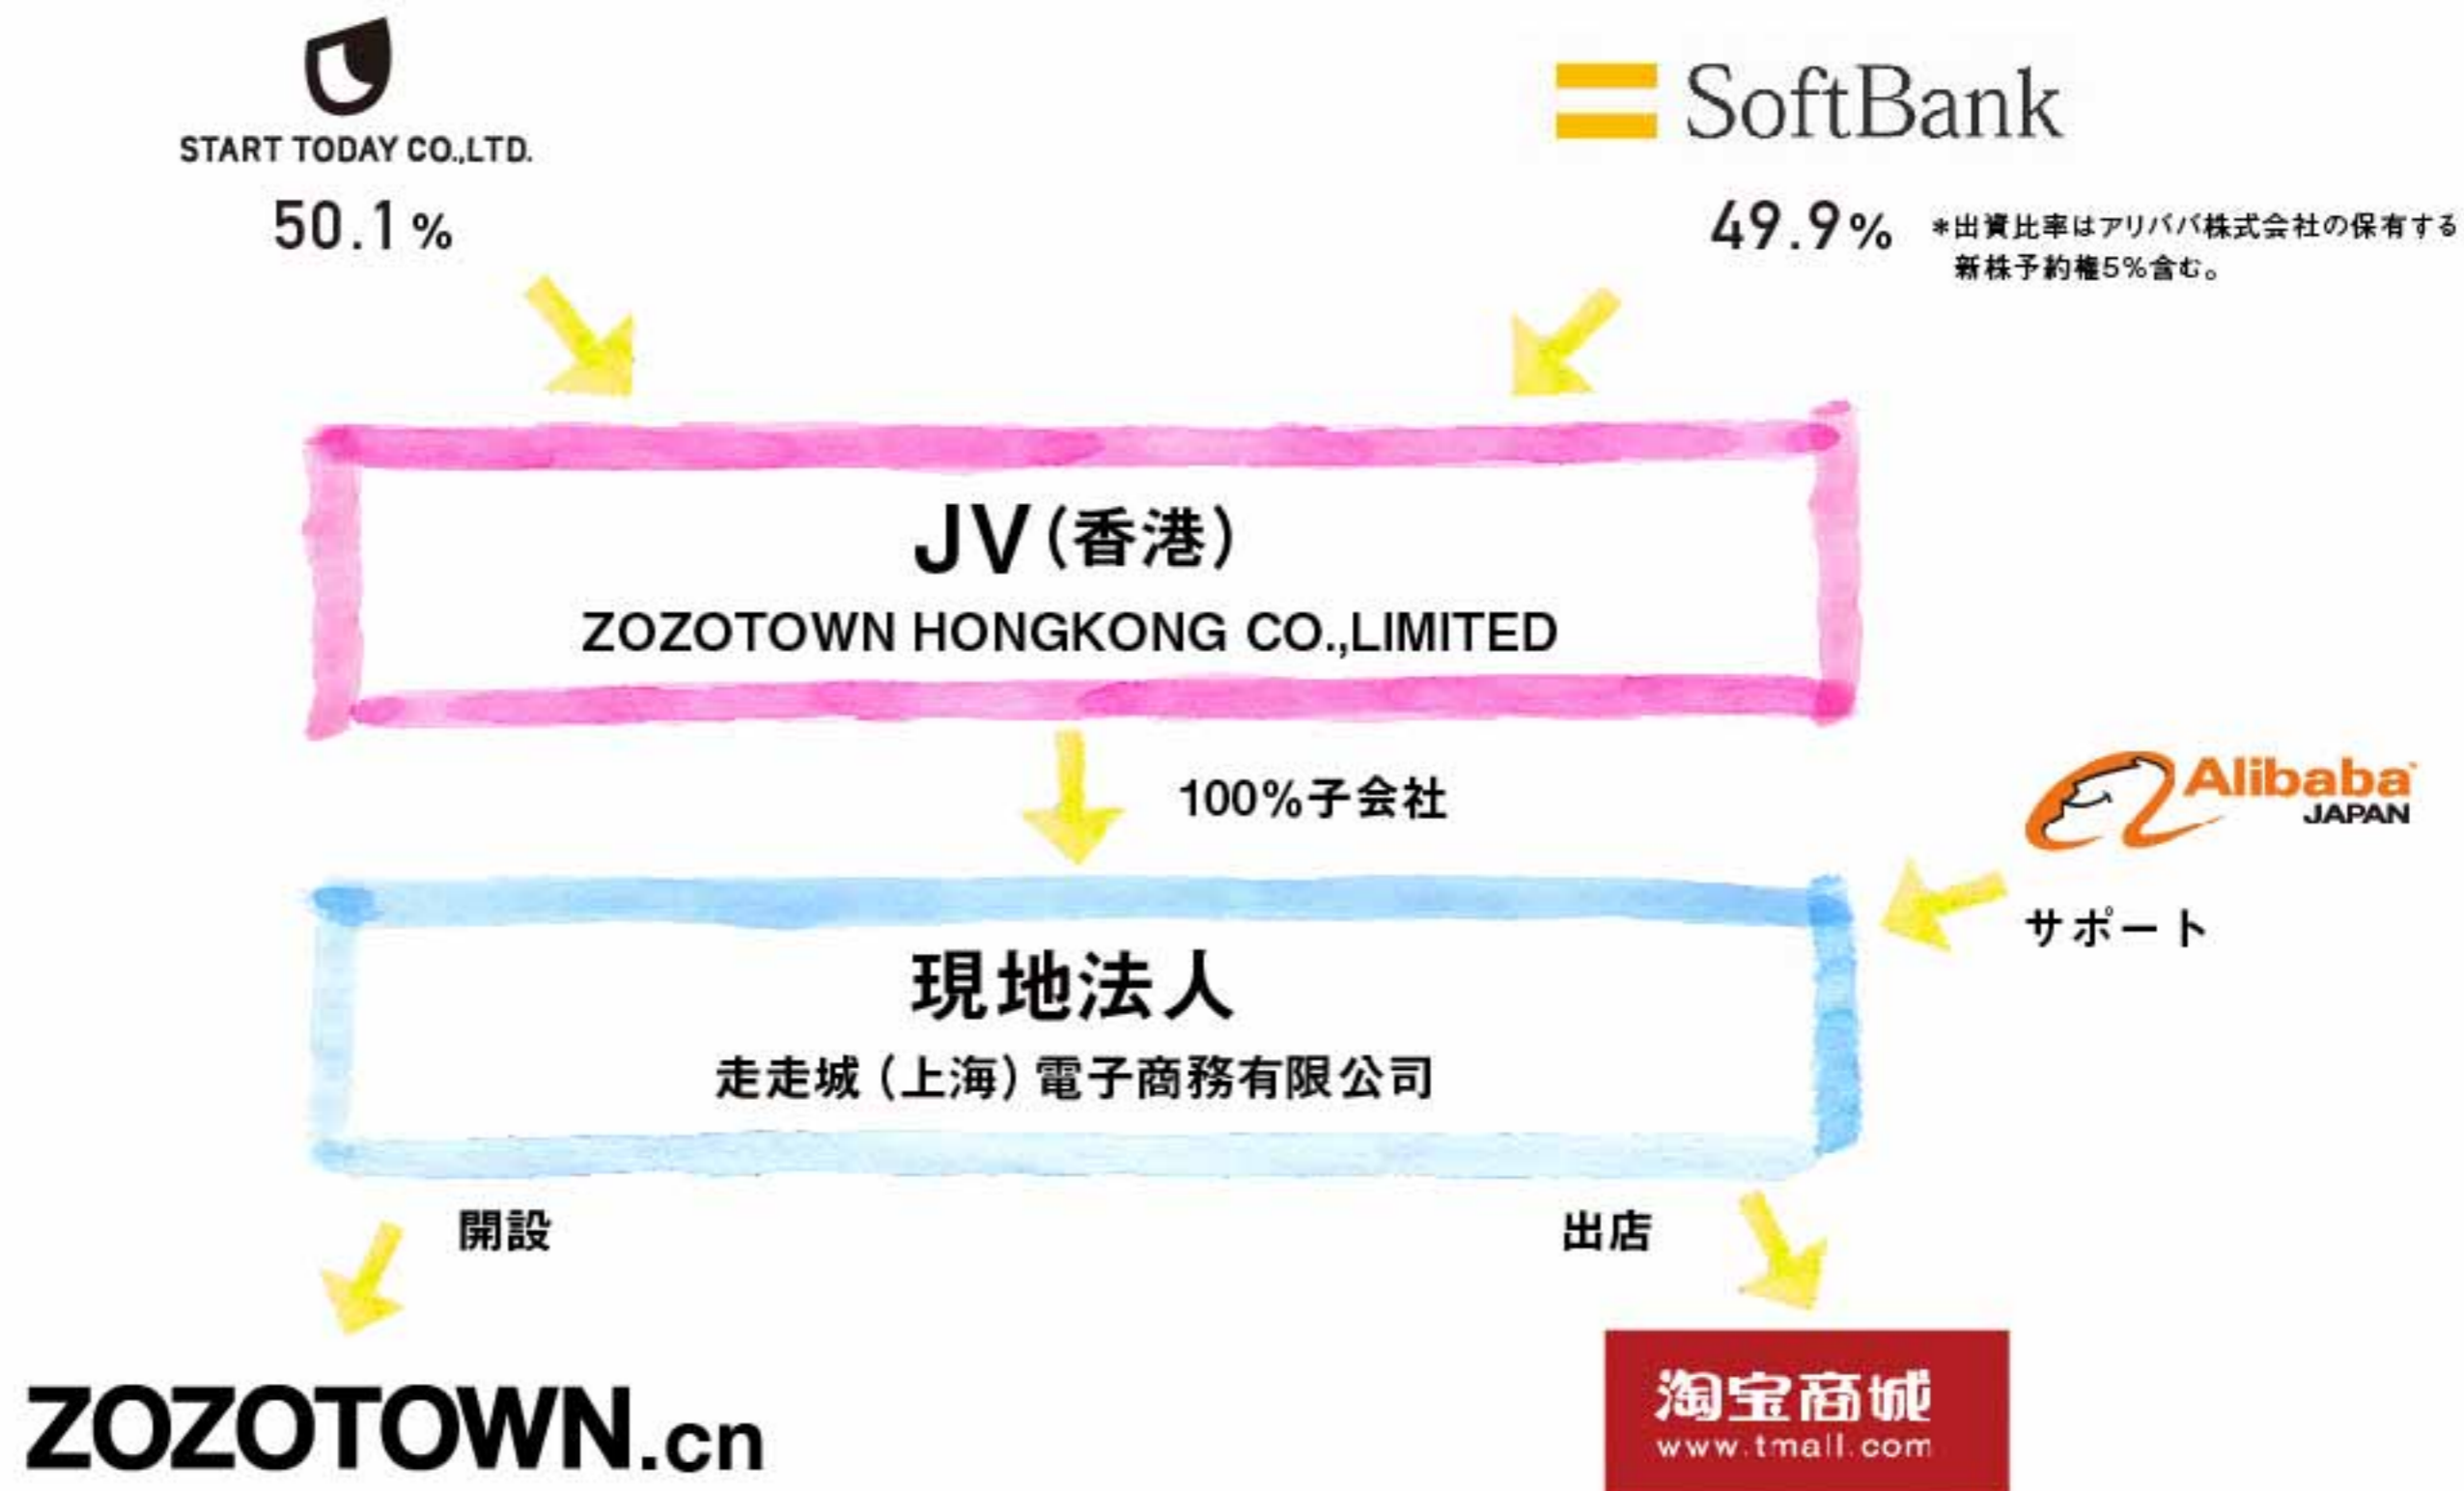 START TODAY CO.,LTD.
50.1%
SoftBank
49.9%
*出資比率はアリババ株式会社の保有する
新株予約権5%含む。
JV(香港)
ZOZOTOWN HONGKONG CO.,LIMITED
100%子会社
Alibaba
JAPAN
サポート
現地法人
走走城(上海)電子商務有限公司
開設
出店
ZOZOTOWN.cn
淘宝商城
www.tmall.com